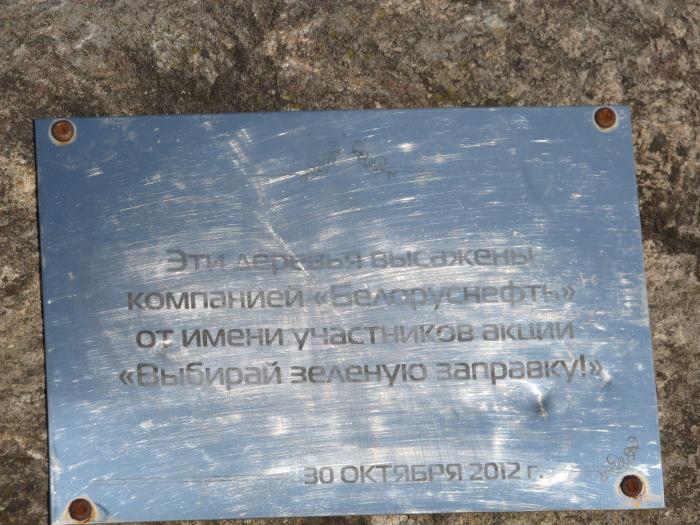 Эти деревья высажены
компанией «Белоруснефть»
от имени участников акции
«Выбирай зеленую заправку!»
30 ОКТЯБРЯ 2012 г.